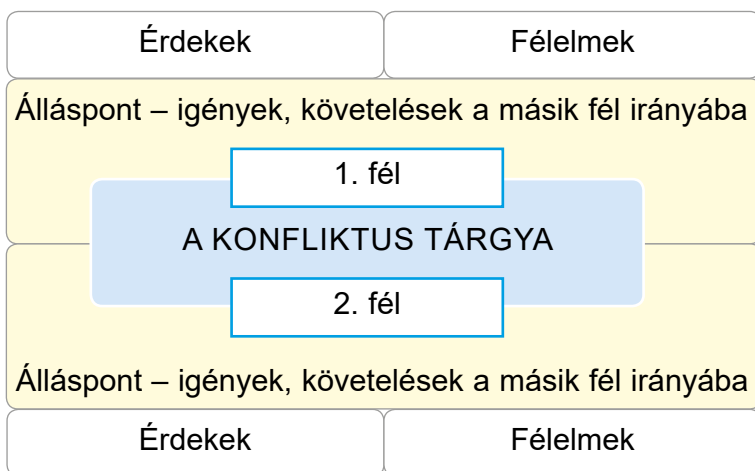 Érdekek Félelmek
Álláspont – igények, követelések a másik fél irányába
1. fél
A KONFLIKTUS TÁRGYA
2. fél
Álláspont – igények, követelések a másik fél irányába
Érdekek Félelmek